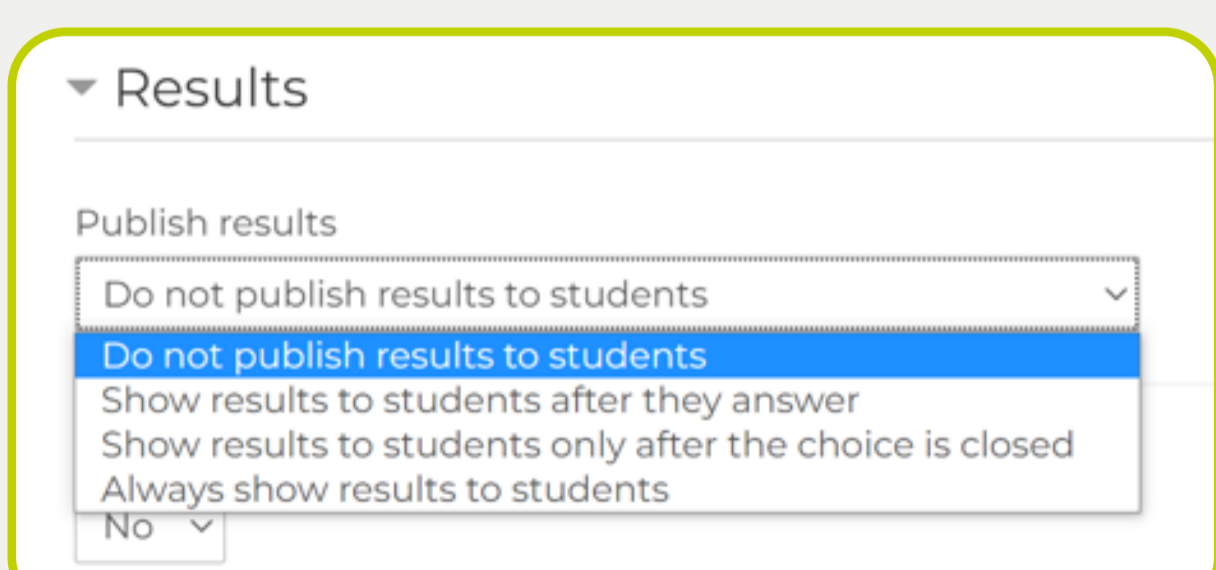 Results
Publish results
Do not publish results to students
Do not publish results to students
Show results to students after they answer
Show results to students only after the choice is closed
Always show results to students
No